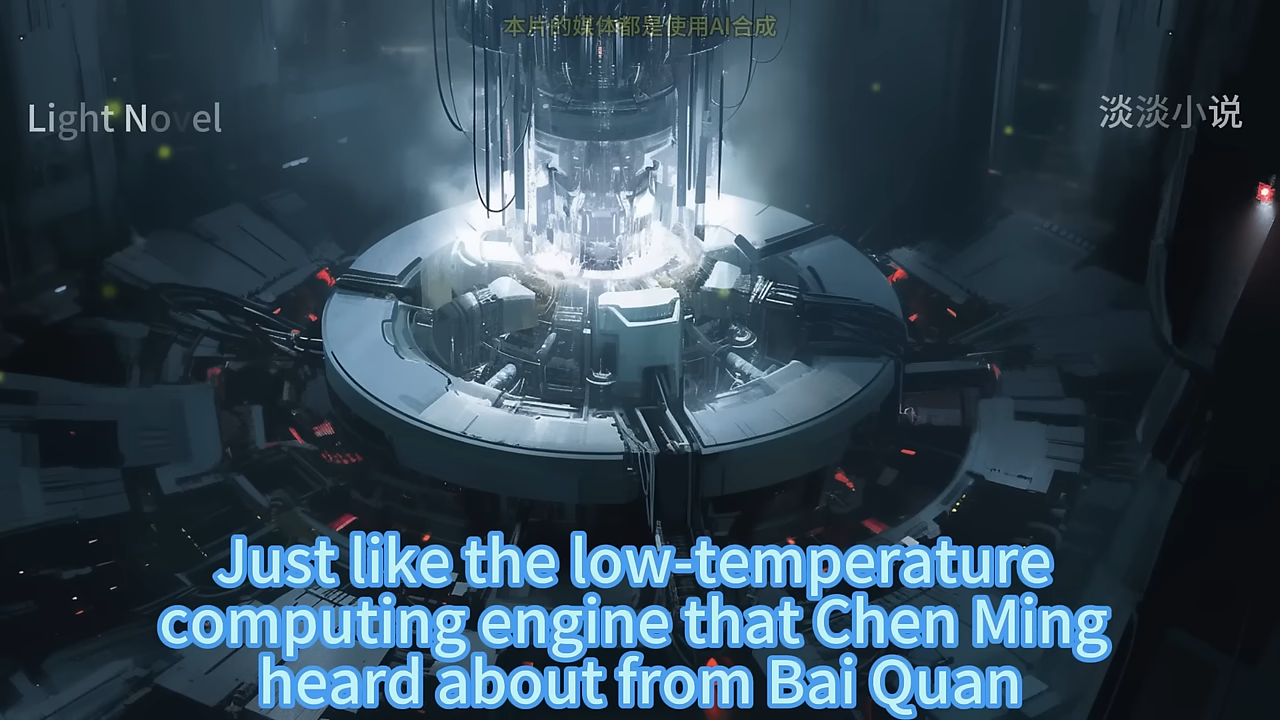 本片的媒体都是使用AI合成
Light Novel
淡淡小说
Just like the low-temperature
computing engine that Chen Ming
heard about from Bai Quan